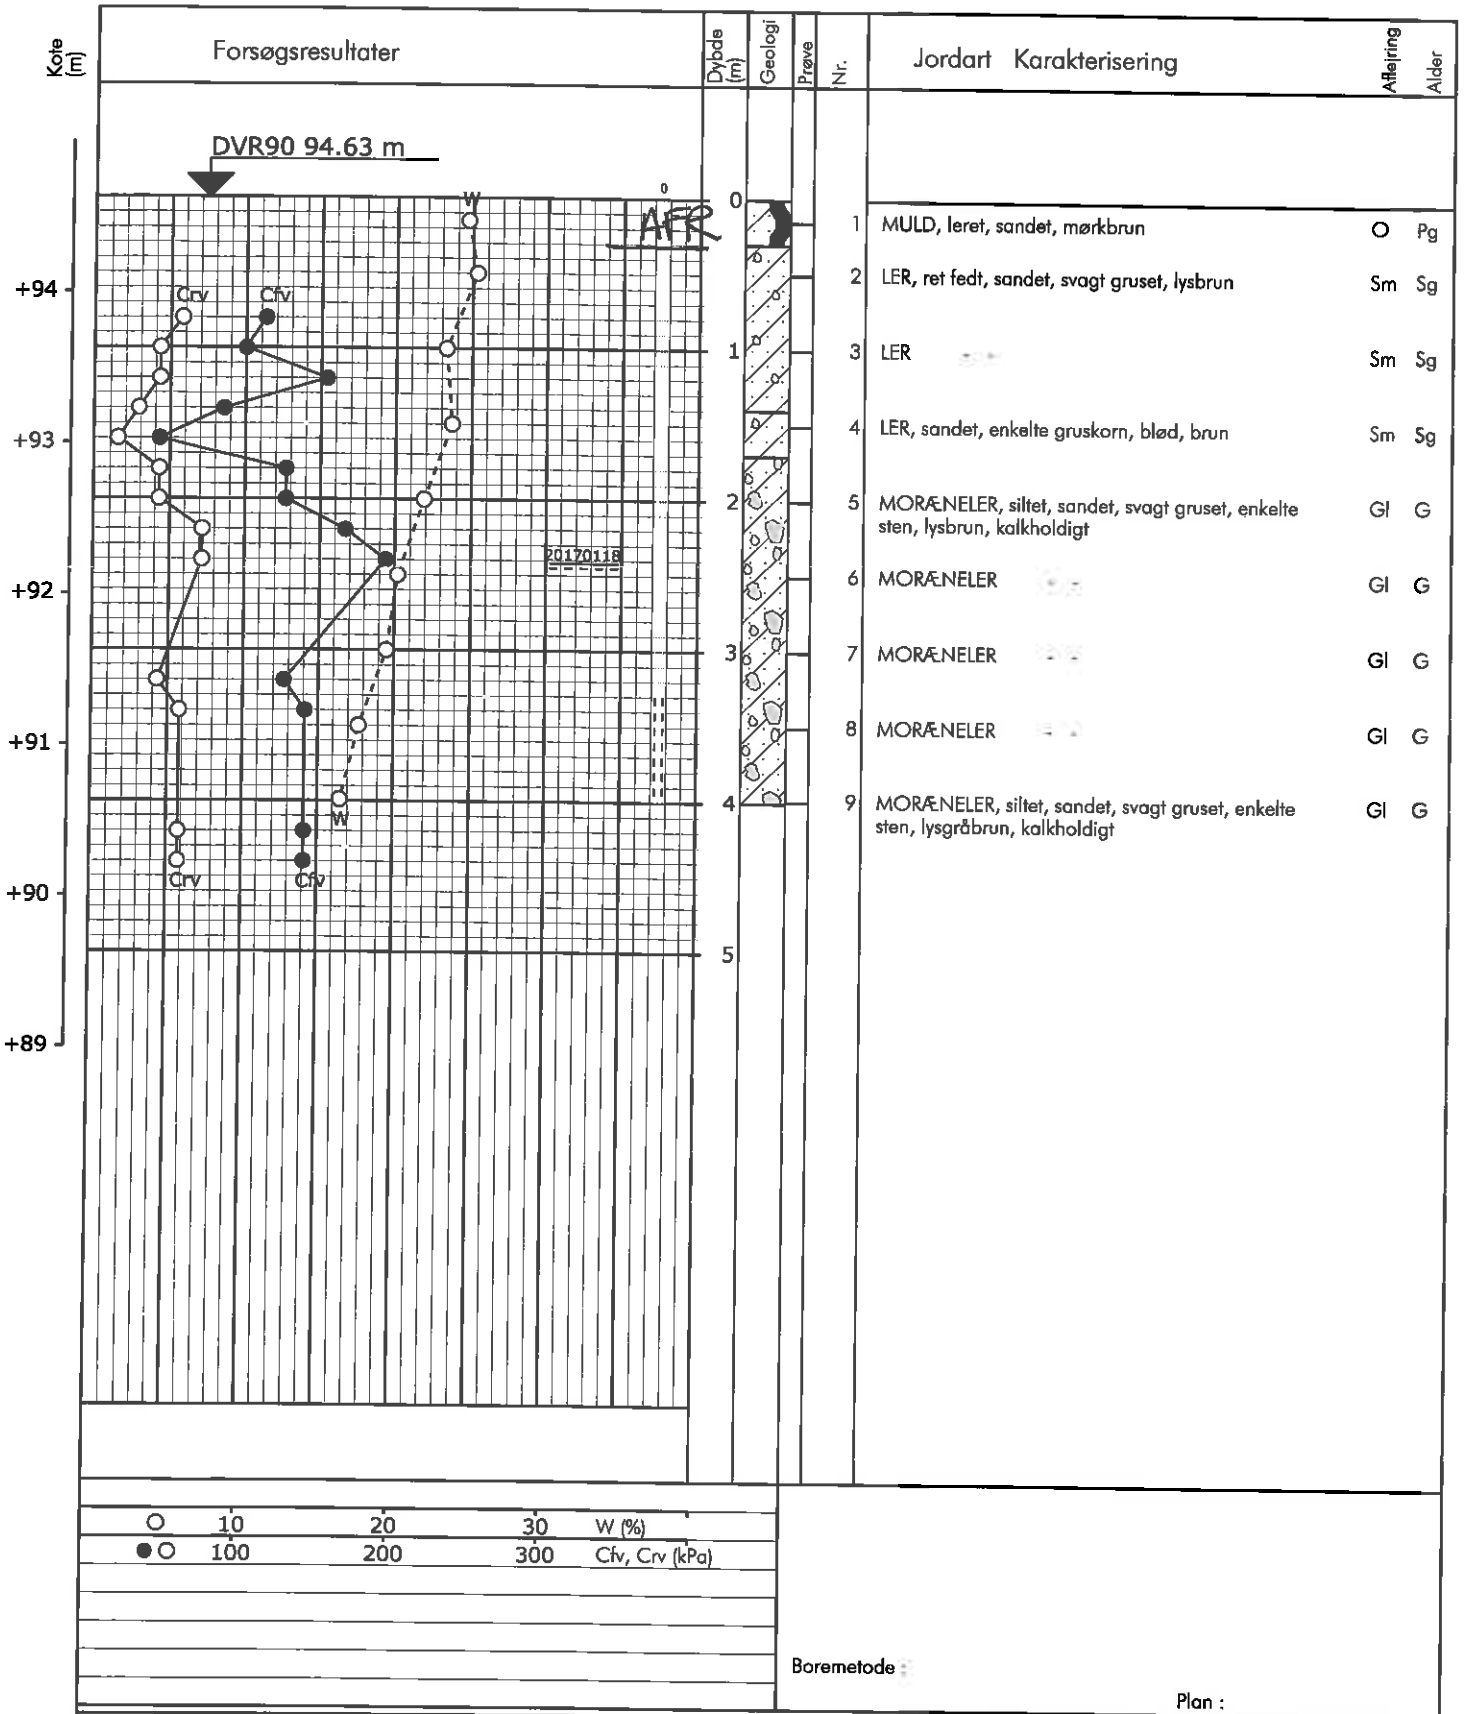 Kote (m)
Forsøgsresultater
Dybde (m)
Geologi
Prøve
Nr.
Jordart Karakterisering
Aflejring
Alder
DVR90 94.63 m
W
0
AFR
0
1 MULD, leret, sandet, mørkbrun O Pg
2 LER, ret fedt, sandet, svagt gruset, lysbrun Sm Sg
+94
Crv Cfv
1
3 LER Sm Sg
+93
4 LER, sandet, enkelte gruskorn, blød, brun Sm Sg
2
5 MORÆNELER, siltet, sandet, svagt gruset, enkelte Gl G
sten, lysbrun, kalkholdigt
20170118
+92
6 MORÆNELER Gl G
3
7 MORÆNELER Gl G
+91
8 MORÆNELER Gl G
4
W
9 MORÆNELER, siltet, sandet, svagt gruset, enkelte Gl G
sten, lysgråbrun, kalkholdigt
Crv Cfv
+90
5
+89
10 20 30 W (%)
100 200 300 Cfv, Crv (kPa)
Boremetode :
Plan :